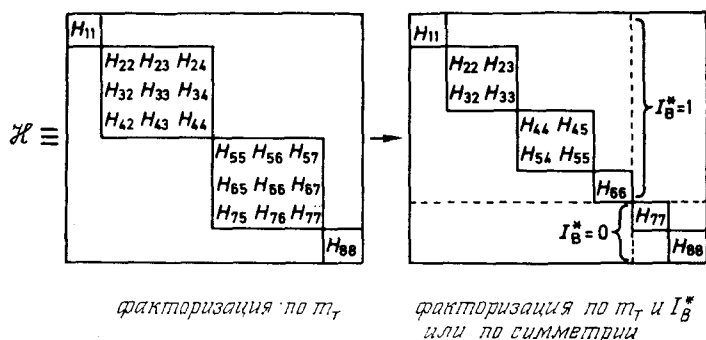 H₁₁
H₂₂ H₂₃ H₂₄
H₃₂ H₃₃ H₃₄
H₄₂ H₄₃ H₄₄
ℋ ≡
H₅₅ H₅₆ H₅₇
H₆₅ H₆₆ H₆₇
H₇₅ H₇₆ H₇₇
H₈₈
H₁₁
H₂₂ H₂₃
H₃₂ H₃₃
I*_B=1
H₄₄ H₄₅
H₅₄ H₅₅
H₆₆
I*_B=0
H₇₇
H₈₈
факторизация по m_T
факторизация по m_T и I*_B
или по симметрии